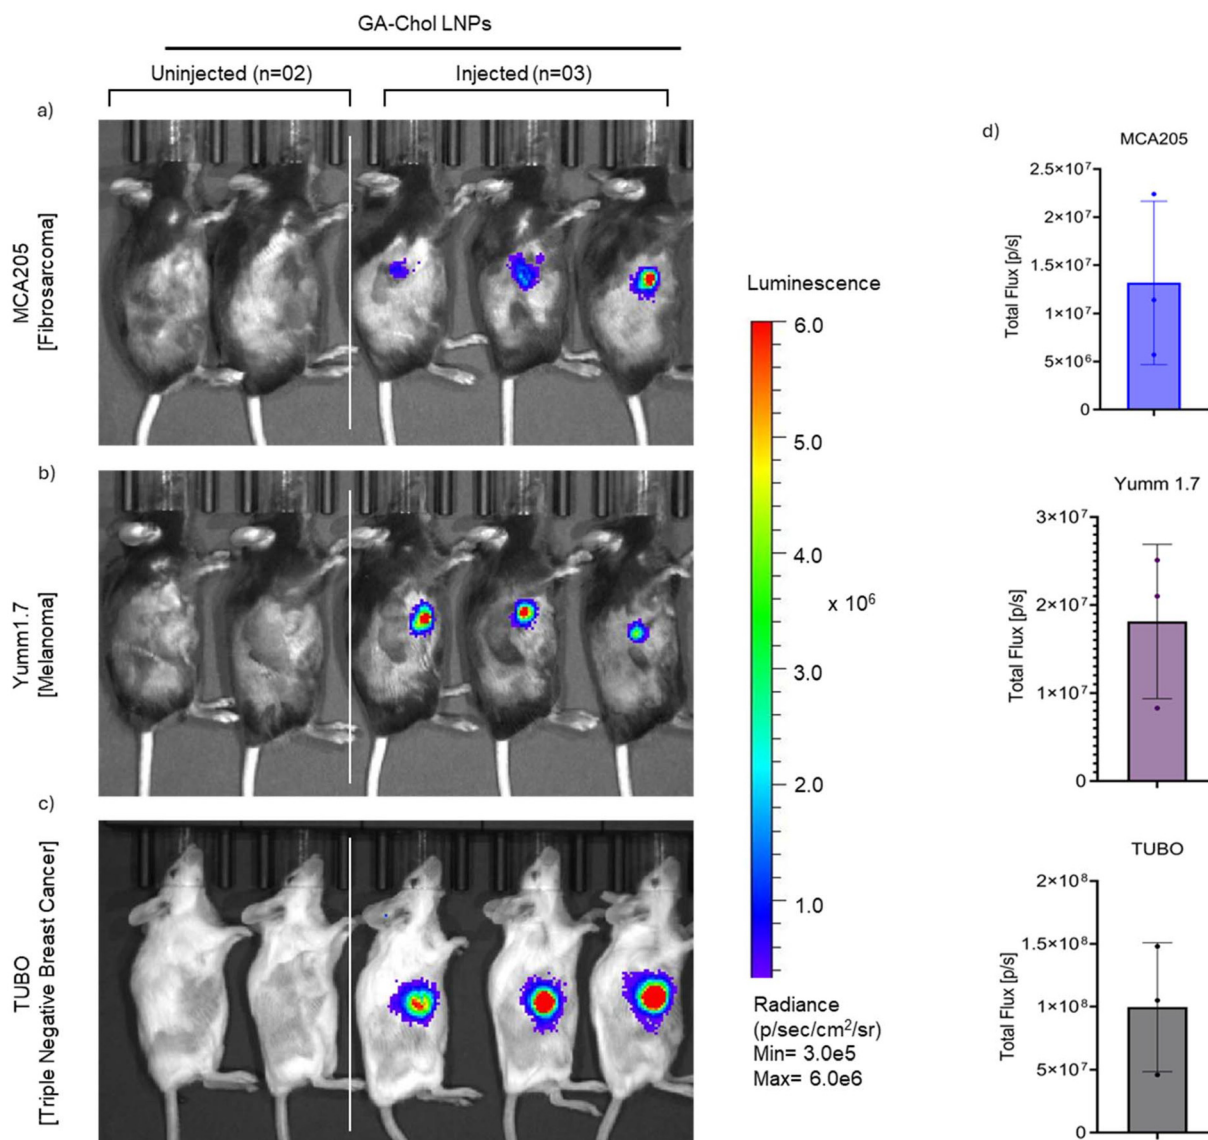 GA-Chol LNPs
Uninjected (n=02)
Injected (n=03)
a)
MCA205
[Fibrosarcoma]
b)
Yumm1.7
[Melanoma]
c)
TUBO
[Triple Negative Breast Cancer]
Luminescence
6.0
5.0
4.0
x 10⁶
3.0
2.0
1.0
Radiance
(p/sec/cm²/sr)
Min= 3.0e5
Max= 6.0e6
d)
MCA205
Total Flux [p/s]
2.5×10⁷
2×10⁷
1.5×10⁷
1×10⁷
5×10⁶
0
Yumm 1.7
Total Flux [p/s]
3×10⁷
2×10⁷
1×10⁷
0
TUBO
Total Flux [p/s]
2×10⁸
1.5×10⁸
1×10⁸
5×10⁷
0